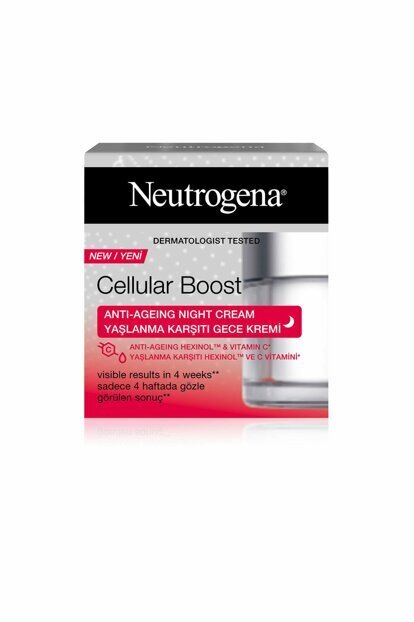 Neutrogena
Neutrogena®
DERMATOLOGIST TESTED
NEW / YENİ
Cellular Boost
ANTI-AGEING NIGHT CREAM
YAŞLANMA KARŞITI GECE KREMİ
C
ANTI-AGEING HEXINOL™ & VITAMIN C*
YAŞLANMA KARŞITI HEXINOL™ VE C VİTAMİNİ*
visible results in 4 weeks**
sadece 4 haftada gözle
görülen sonuç**